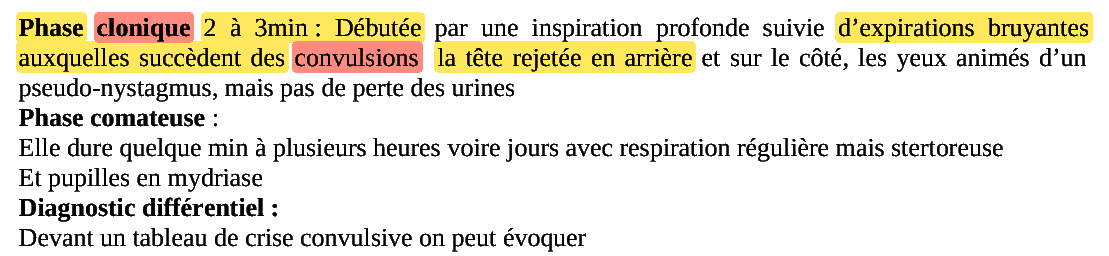 Phase clonique 2 à 3min : Débutée par une inspiration profonde suivie d’expirations bruyantes
auxquelles succèdent des convulsions la tête rejetée en arrière et sur le côté, les yeux animés d’un
pseudo-nystagmus, mais pas de perte des urines
Phase comateuse :
Elle dure quelque min à plusieurs heures voire jours avec respiration régulière mais stertoreuse
Et pupilles en mydriase
Diagnostic différentiel :
Devant un tableau de crise convulsive on peut évoquer